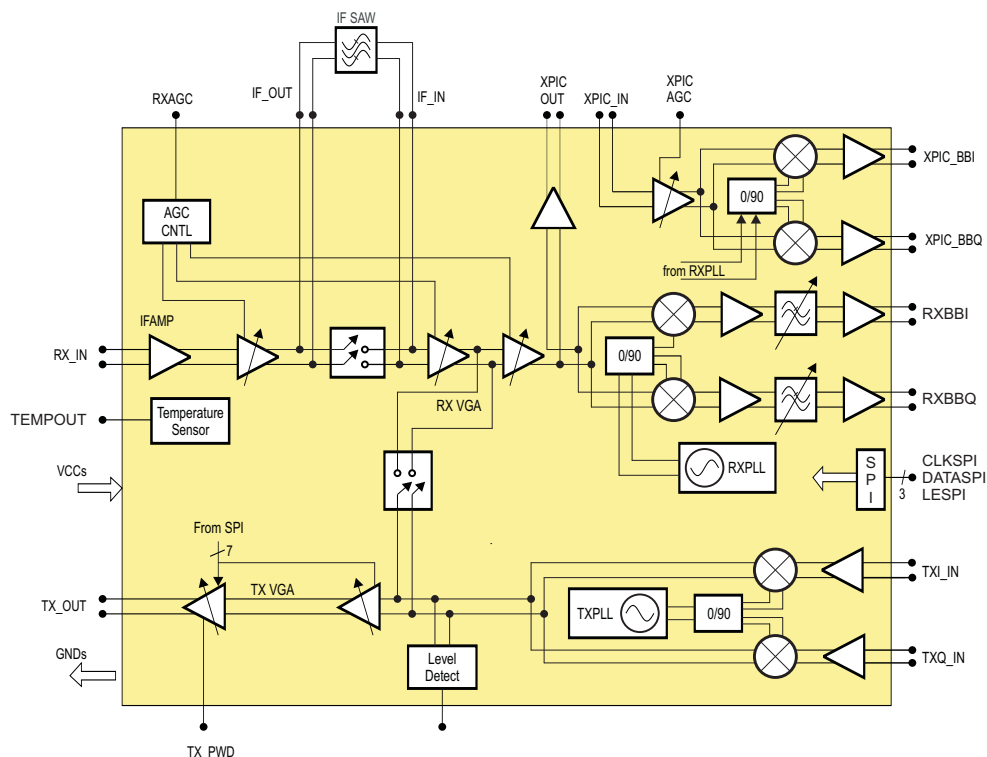 IF SAW
RXAGC
IF_OUT
IF_IN
XPIC
OUT
XPIC_IN
XPIC
AGC
XPIC_BBI
0/90
AGC
CNTL
XPIC_BBQ
from RXPLL
IFAMP
RXBBI
RX_IN
0/90
RX VGA
RXBBQ
TEMPOUT
Temperature
Sensor
VCCs
RXPLL
S
P
I
3
CLKSPI
DATASPI
LESPI
From SPI
7
TXI_IN
TX VGA
TX_OUT
TXPLL
0/90
GNDs
Level
Detect
TXQ_IN
TX PWD